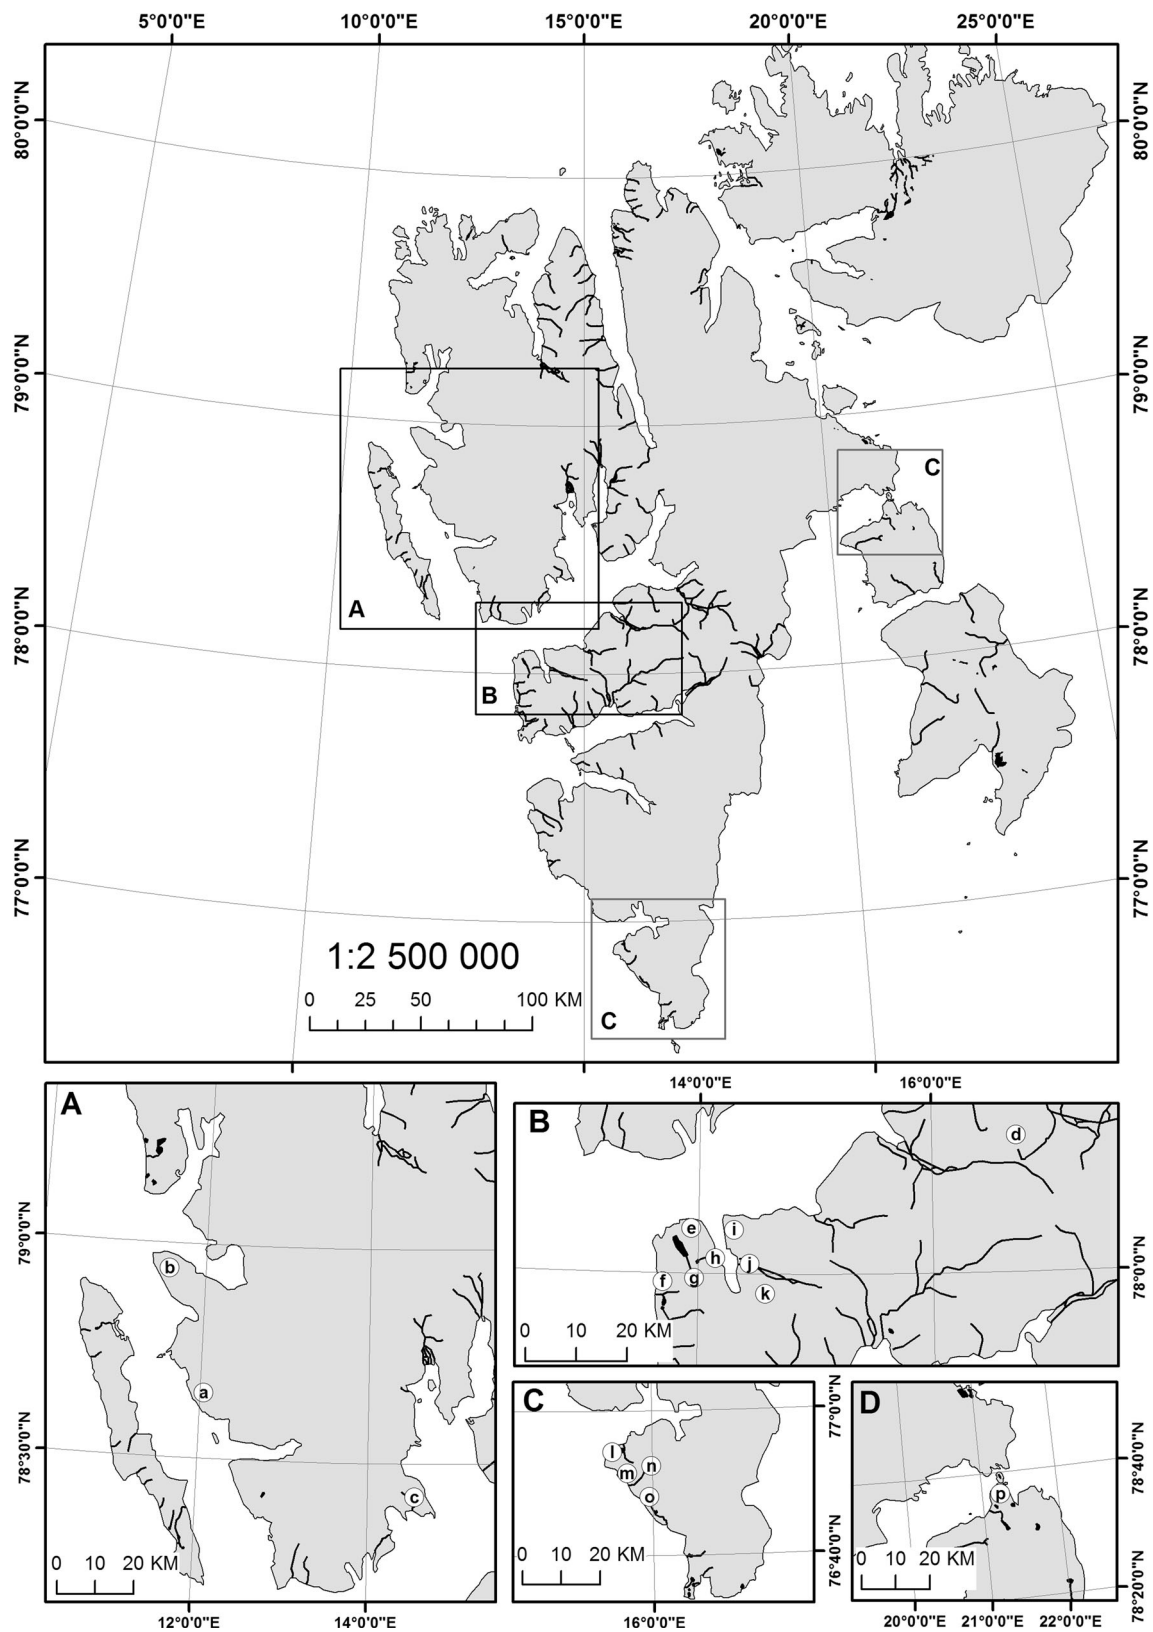 5°0'0"E 10°0'0"E 15°0'0"E 20°0'0"E 25°0'0"E
80°0'0"N 80°0'0"N
79°0'0"N 79°0'0"N
C
A
78°0'0"N 78°0'0"N
B
77°0'0"N 77°0'0"N
1:2 500 000
0 25 50 100 KM
C
14°0'0"E 16°0'0"E
A
79°0'0"N
b
a
78°30'0"N
c
0 10 20 KM
12°0'0"E 14°0'0"E
B
d
e i
h j
f g k
78°0'0"N
0 10 20 KM
C
77°0'0"N
l
m n
o
76°40'0"N
0 10 20 KM
16°0'0"E
D
78°40'0"N
p
0 10 20 KM
78°20'0"N
20°0'0"E 21°0'0"E 22°0'0"E